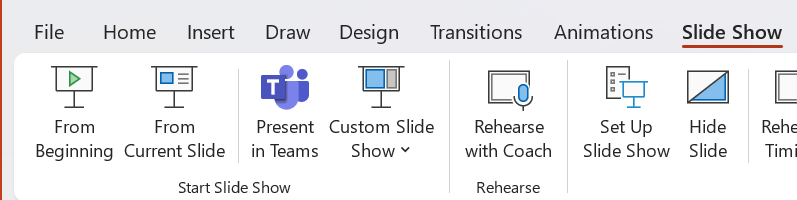 File Home Insert Draw Design Transitions Animations Slide Show
From Beginning
From Current Slide
Present in Teams
Custom Slide Show
Rehearse with Coach
Set Up Slide Show
Hide Slide
Start Slide Show
Rehearse